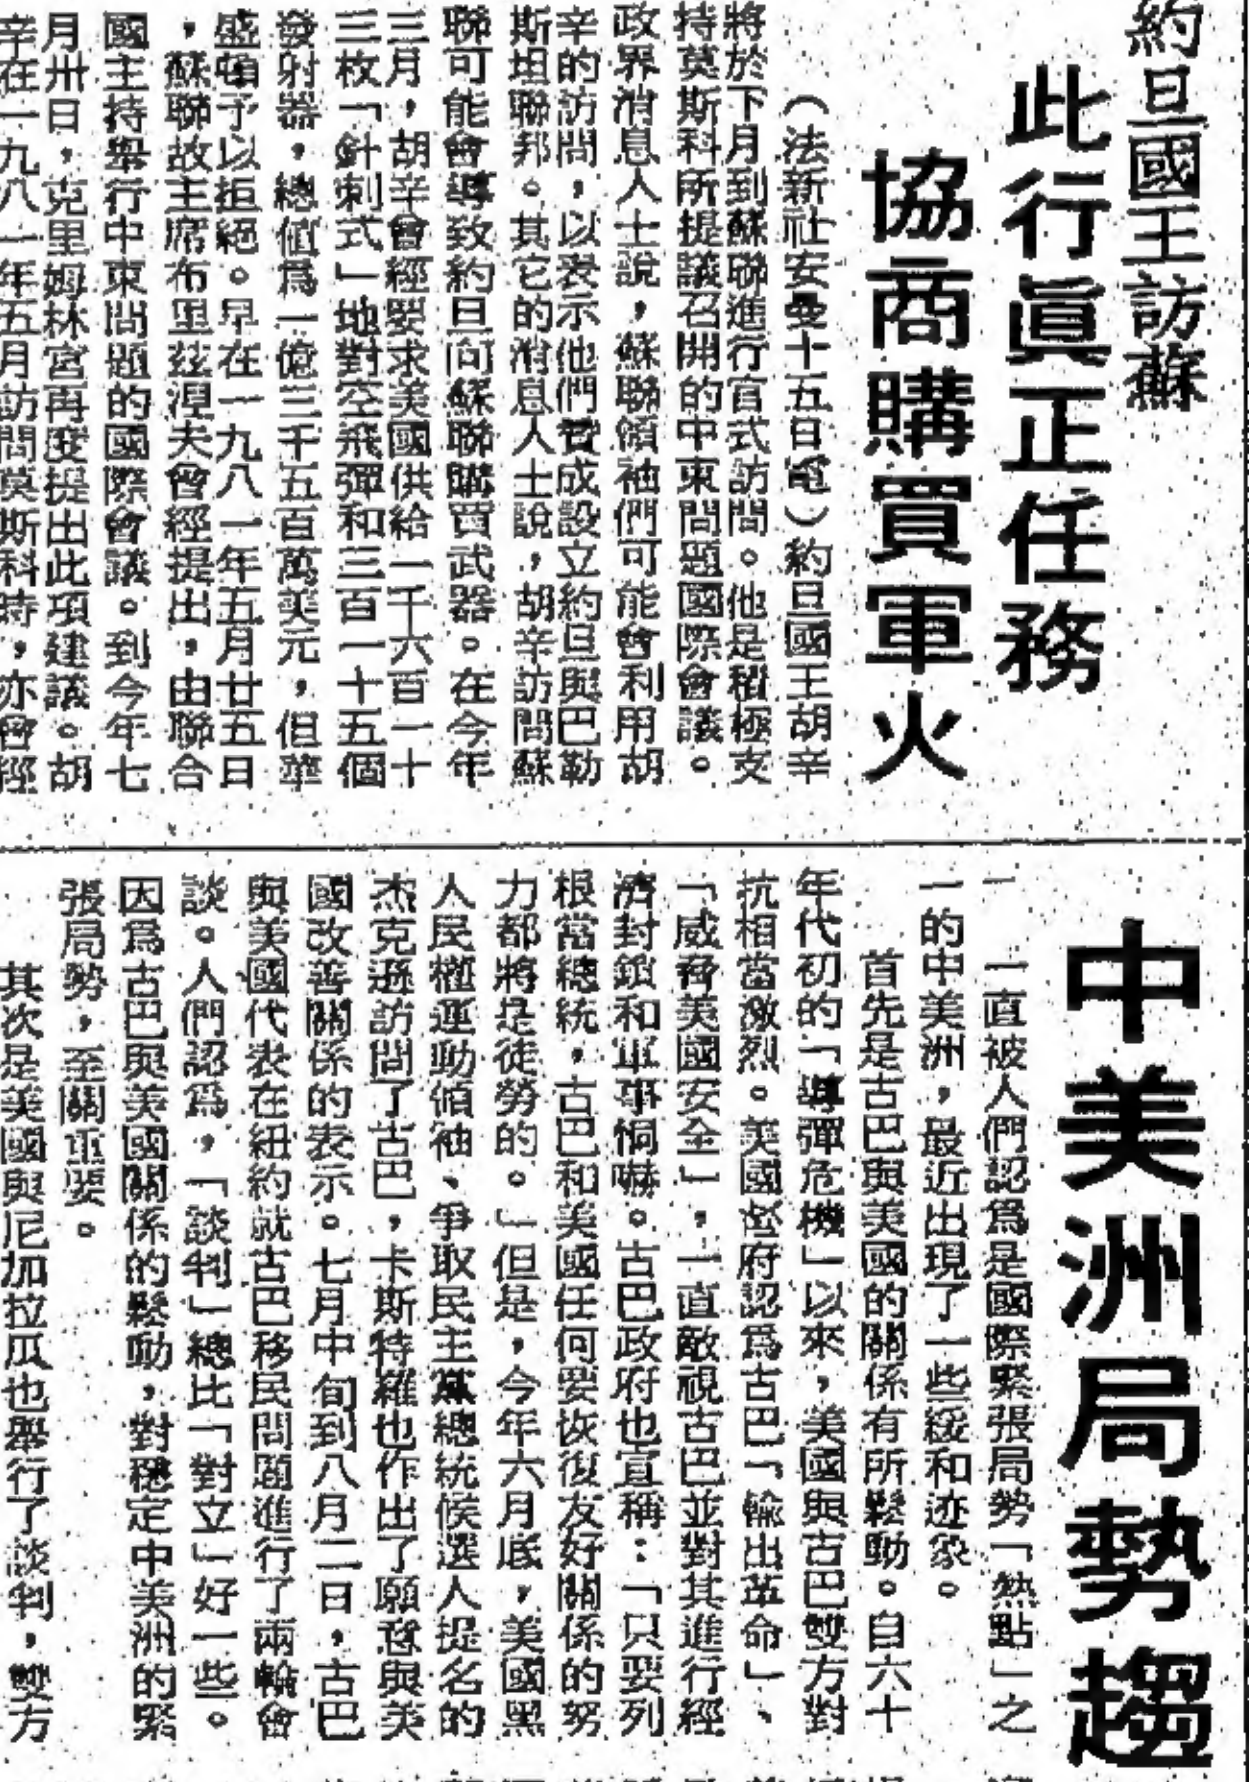 約旦國王訪蘇
此行眞正任務
協商購買軍火
（法新社安曼十五日電）約旦國王胡辛
將於下月到蘇聯進行官式訪問。他是積極支
持莫斯科所提議召開的中東問題國際會議。
政界消息人士說，蘇聯領袖們可能會利用胡
辛的訪問，以表示他們贊成設立約旦與巴勒
斯坦聯邦。其它的消息人士說，胡辛訪問蘇
聯可能會導致約旦向蘇聯購買武器。在今年
三月，胡辛會經要求美國供給一千六百一十
三枚「針刺式」地對空飛彈和三百一十五個
發射器，總值爲一億三千五百萬美元，但華
盛頓予以拒絕。早在一九八一年五月廿五日
，蘇聯故主席布里茲湼夫會經提出，由聯合
國主持舉行中東問題的國際會議。到今年七
月卅日，克里姆林宮再度提出此項建議。胡
辛在一九八一年五月訪問莫斯科時，亦會經
中美洲局勢趨
一直被人們認爲是國際緊張局勢「熱點」之
一的中美洲，最近出現了一些緩和迹象。
首先是古巴與美國的關係有所鬆動。自六十
年代初的「導彈危機」以來，美國與古巴雙方對
抗相當激烈。美國政府認爲古巴「輸出革命」、
「威脅美國安全」，一直敵視古巴並對其進行經
濟封鎖和軍事恫嚇。古巴政府也宣稱：「只要列
根當總統，古巴和美國任何要恢復友好關係的努
力都將是徒勞的。」但是，今年六月底，美國黑
人民權運動領袖、爭取民主黨總統候選人提名的
杰克遜訪問了古巴，卡斯特羅也作出了願意與美
國改善關係的表示。七月中旬到八月二日，古巴
與美國代表在紐約就古巴移民問題進行了兩輪會
談。人們認爲，「談判」總比「對立」好一些。
因爲古巴與美國關係的鬆動，對穩定中美洲的緊
張局勢，至關重要。
其次是美國與尼加拉瓜也舉行了談判，雙方